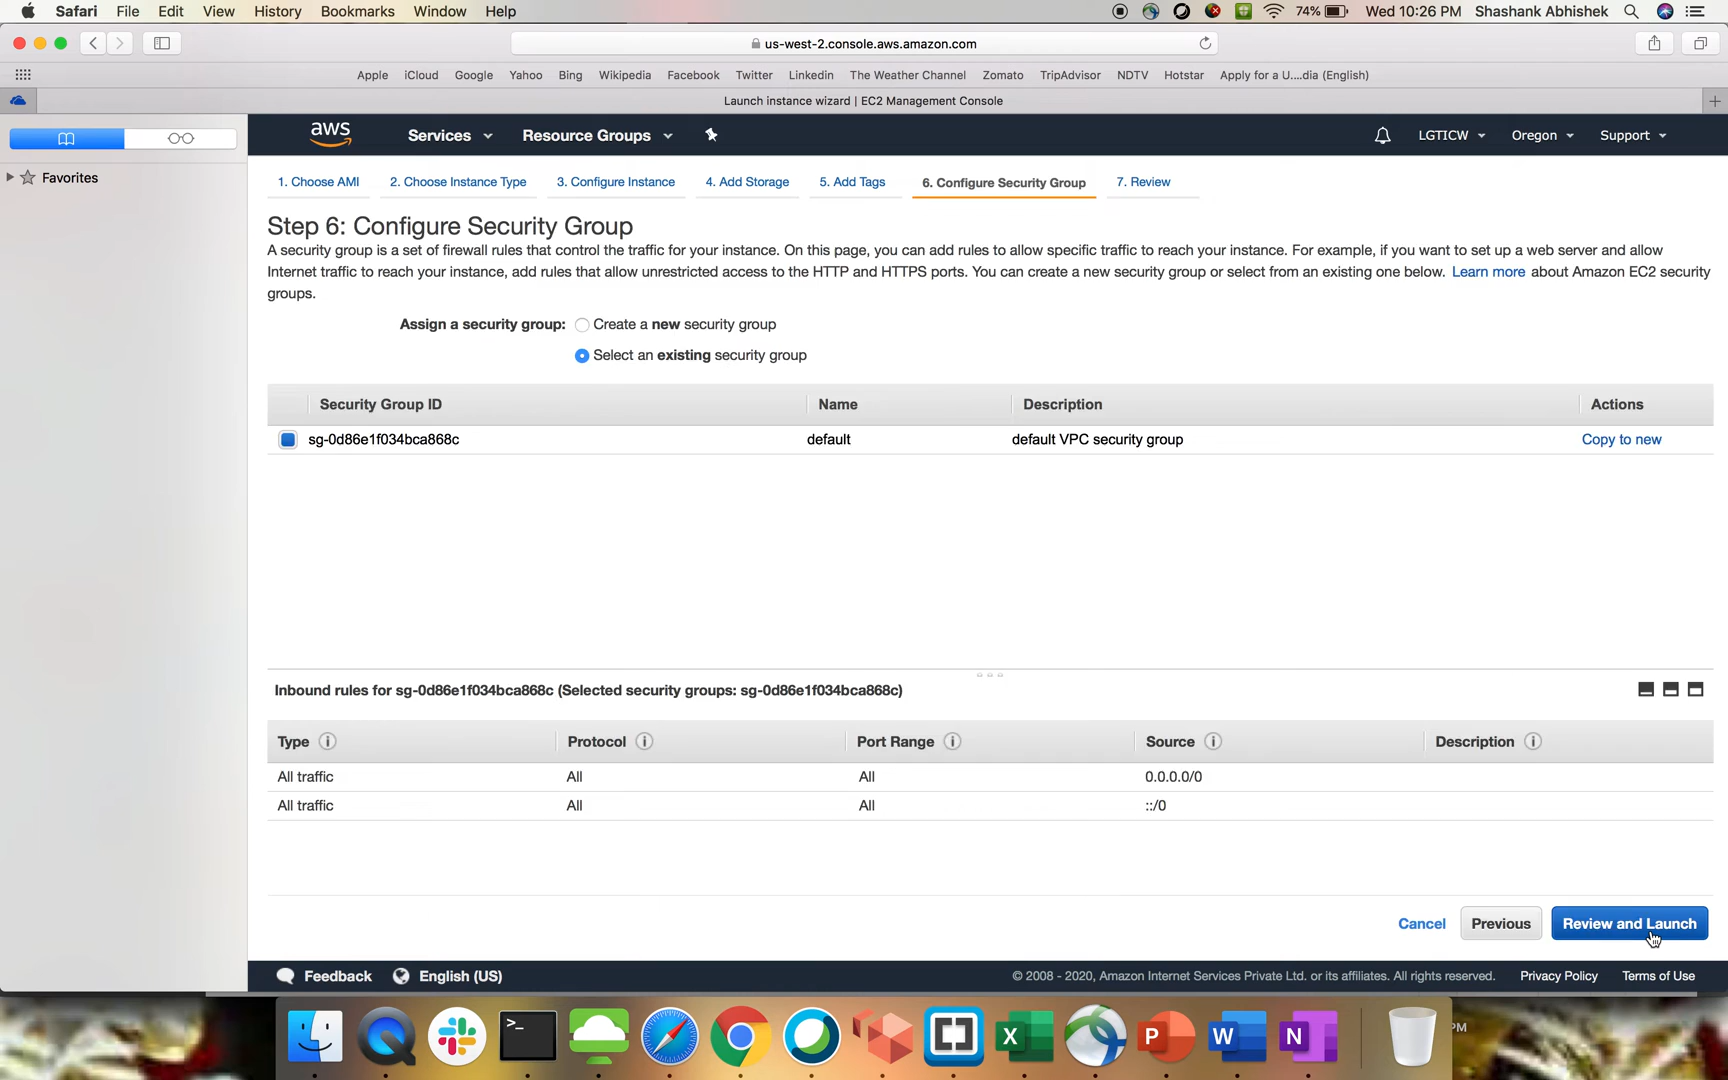 Safari File Edit View History Bookmarks Window Help 74% Wed 10:26 PM Shashank Abhishek
us-west-2.console.aws.amazon.com
Apple iCloud Google Yahoo Bing Wikipedia Facebook Twitter Linkedin The Weather Channel Zomato TripAdvisor NDTV Hotstar Apply for a U....dia (English)
Launch instance wizard | EC2 Management Console
aws Services Resource Groups LGTICW Oregon Support
Favorites
1. Choose AMI 2. Choose Instance Type 3. Configure Instance 4. Add Storage 5. Add Tags 6. Configure Security Group 7. Review
Step 6: Configure Security Group
A security group is a set of firewall rules that control the traffic for your instance. On this page, you can add rules to allow specific traffic to reach your instance. For example, if you want to set up a web server and allow
Internet traffic to reach your instance, add rules that allow unrestricted access to the HTTP and HTTPS ports. You can create a new security group or select from an existing one below. Learn more about Amazon EC2 security
groups.
Assign a security group: Create a new security group
Select an existing security group
Security Group ID Name Description Actions
sg-0d86e1f034bca868c default default VPC security group Copy to new
Inbound rules for sg-0d86e1f034bca868c (Selected security groups: sg-0d86e1f034bca868c)
Type Protocol Port Range Source Description
All traffic All All 0.0.0.0/0
All traffic All All ::/0
Cancel Previous Review and Launch
Feedback English (US) © 2008 - 2020, Amazon Internet Services Private Ltd. or its affiliates. All rights reserved. Privacy Policy Terms of Use
>_ X P W N PM